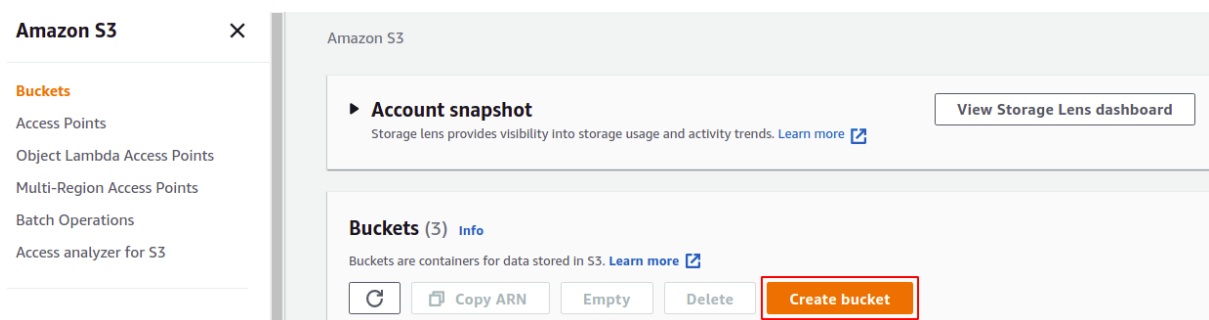 Amazon S3
Buckets
Access Points
Object Lambda Access Points
Multi-Region Access Points
Batch Operations
Access analyzer for S3
Amazon S3
Account snapshot
View Storage Lens dashboard
Storage lens provides visibility into storage usage and activity trends. Learn more
Buckets (3) Info
Buckets are containers for data stored in S3. Learn more
Copy ARN Empty Delete Create bucket